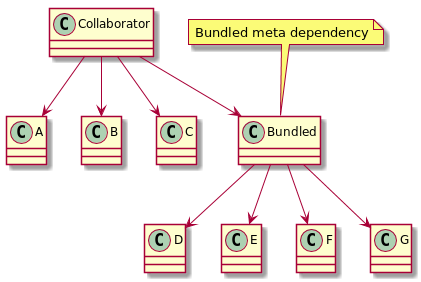 C Collaborator
Bundled meta dependency
C A
C B
C C
C Bundled
C D
C E
C F
C G